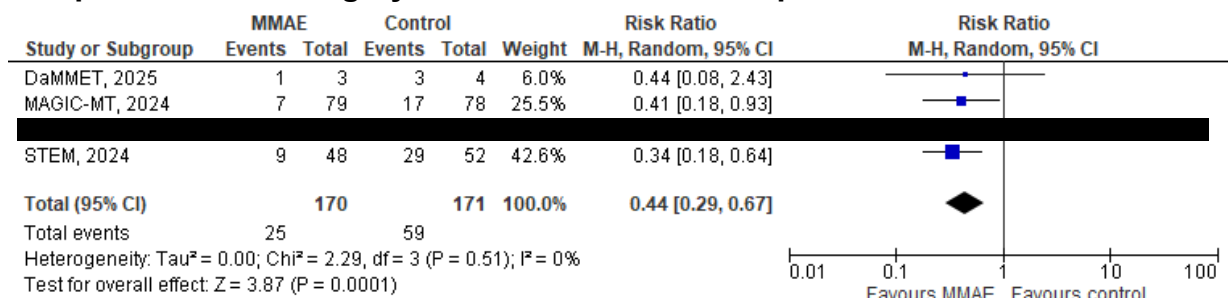 MMAE Control Risk Ratio Risk Ratio
Study or Subgroup Events Total Events Total Weight M-H, Random, 95% CI M-H, Random, 95% CI
DaMMET, 2025 1 3 3 4 6.0% 0.44 [0.08, 2.43]
MAGIC-MT, 2024 7 79 17 78 25.5% 0.41 [0.18, 0.93]
STEM, 2024 9 48 29 52 42.6% 0.34 [0.18, 0.64]
Total (95% CI) 170 171 100.0% 0.44 [0.29, 0.67]
Total events 25 59
Heterogeneity: Tau² = 0.00; Chi² = 2.29, df = 3 (P = 0.51); I² = 0%
Test for overall effect: Z = 3.87 (P = 0.0001)
0.01 0.1 1 10 100
Favours MMAE Favours control